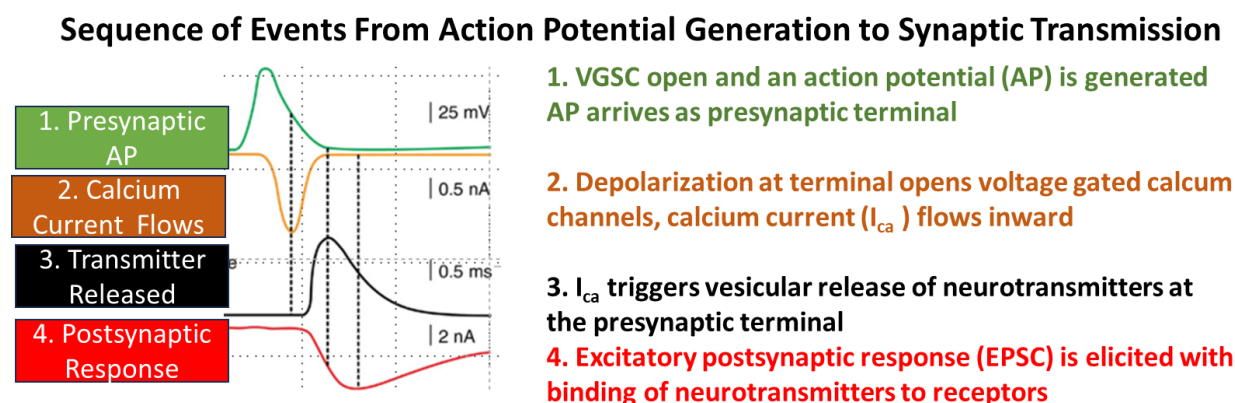 Sequence of Events From Action Potential Generation to Synaptic Transmission
1. Presynaptic
AP
2. Calcium
Current Flows
3. Transmitter
Released
4. Postsynaptic
Response
e
25 mV
0.5 nA
0.5 ms
2 nA
1. VGSC open and an action potential (AP) is generated
AP arrives as presynaptic terminal
2. Depolarization at terminal opens voltage gated calcum
channels, calcium current (Ica ) flows inward
3. Ica triggers vesicular release of neurotransmitters at
the presynaptic terminal
4. Excitatory postsynaptic response (EPSC) is elicited with
binding of neurotransmitters to receptors